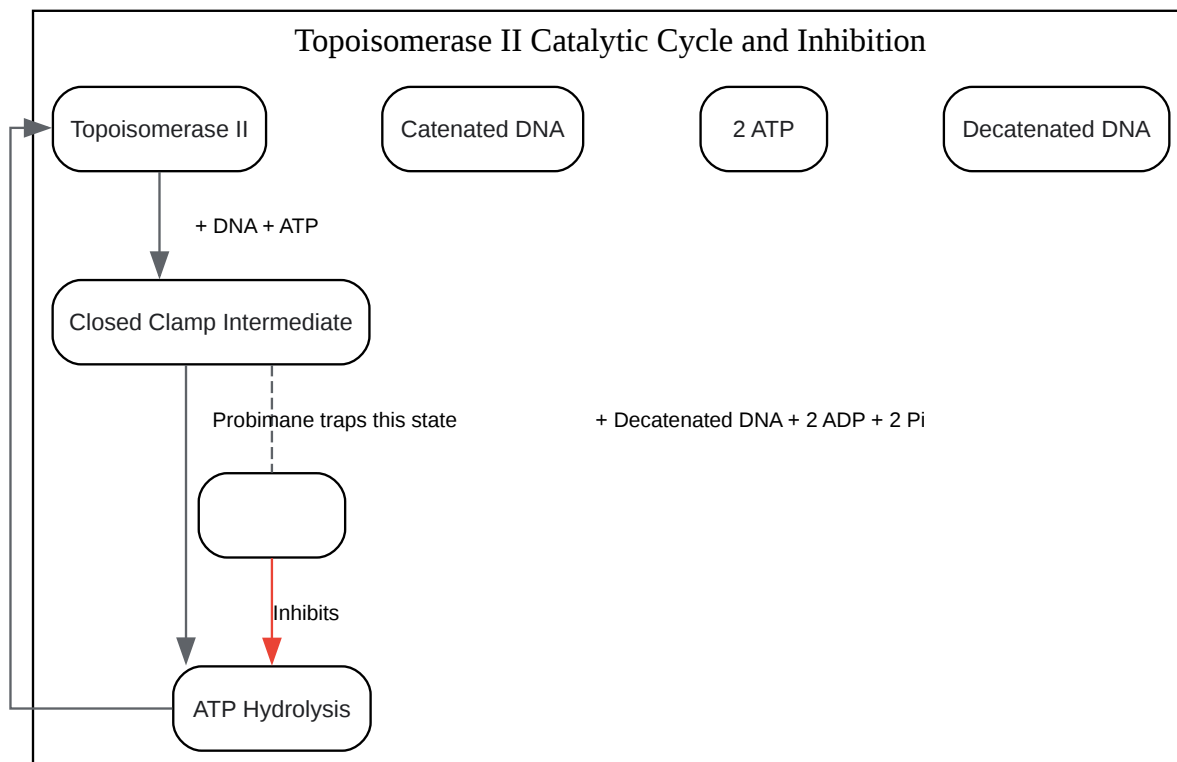 Topoisomerase II Catalytic Cycle and Inhibition
Topoisomerase II
Catenated DNA
2 ATP
Decatenated DNA
+ DNA + ATP
Closed Clamp Intermediate
Probimane traps this state
+ Decatenated DNA + 2 ADP + 2 Pi
Inhibits
ATP Hydrolysis